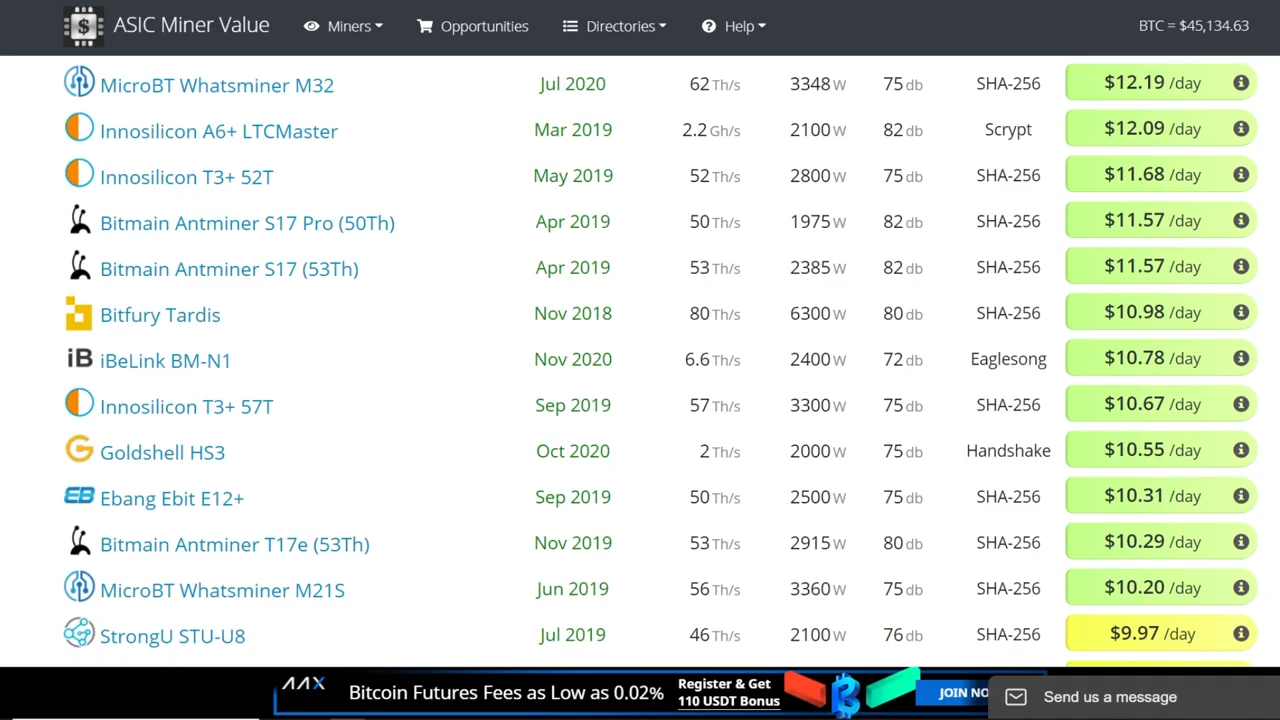 ASIC Miner Value Miners Opportunities Directories Help BTC = $45,134.63
MicroBT Whatsminer M32 Jul 2020 62 Th/s 3348 W 75 db SHA-256 $12.19 /day
Innosilicon A6+ LTCMaster Mar 2019 2.2 Gh/s 2100 W 82 db Scrypt $12.09 /day
Innosilicon T3+ 52T May 2019 52 Th/s 2800 W 75 db SHA-256 $11.68 /day
Bitmain Antminer S17 Pro (50Th) Apr 2019 50 Th/s 1975 W 82 db SHA-256 $11.57 /day
Bitmain Antminer S17 (53Th) Apr 2019 53 Th/s 2385 W 82 db SHA-256 $11.57 /day
Bitfury Tardis Nov 2018 80 Th/s 6300 W 80 db SHA-256 $10.98 /day
iB iBeLink BM-N1 Nov 2020 6.6 Th/s 2400 W 72 db Eaglesong $10.78 /day
Innosilicon T3+ 57T Sep 2019 57 Th/s 3300 W 75 db SHA-256 $10.67 /day
Goldshell HS3 Oct 2020 2 Th/s 2000 W 75 db Handshake $10.55 /day
EB Ebang Ebit E12+ Sep 2019 50 Th/s 2500 W 75 db SHA-256 $10.31 /day
Bitmain Antminer T17e (53Th) Nov 2019 53 Th/s 2915 W 80 db SHA-256 $10.29 /day
MicroBT Whatsminer M21S Jun 2019 56 Th/s 3360 W 75 db SHA-256 $10.20 /day
StrongU STU-U8 Jul 2019 46 Th/s 2100 W 76 db SHA-256 $9.97 /day
AAX Bitcoin Futures Fees as Low as 0.02% Register & Get
110 USDT Bonus
JOIN NO
Send us a message